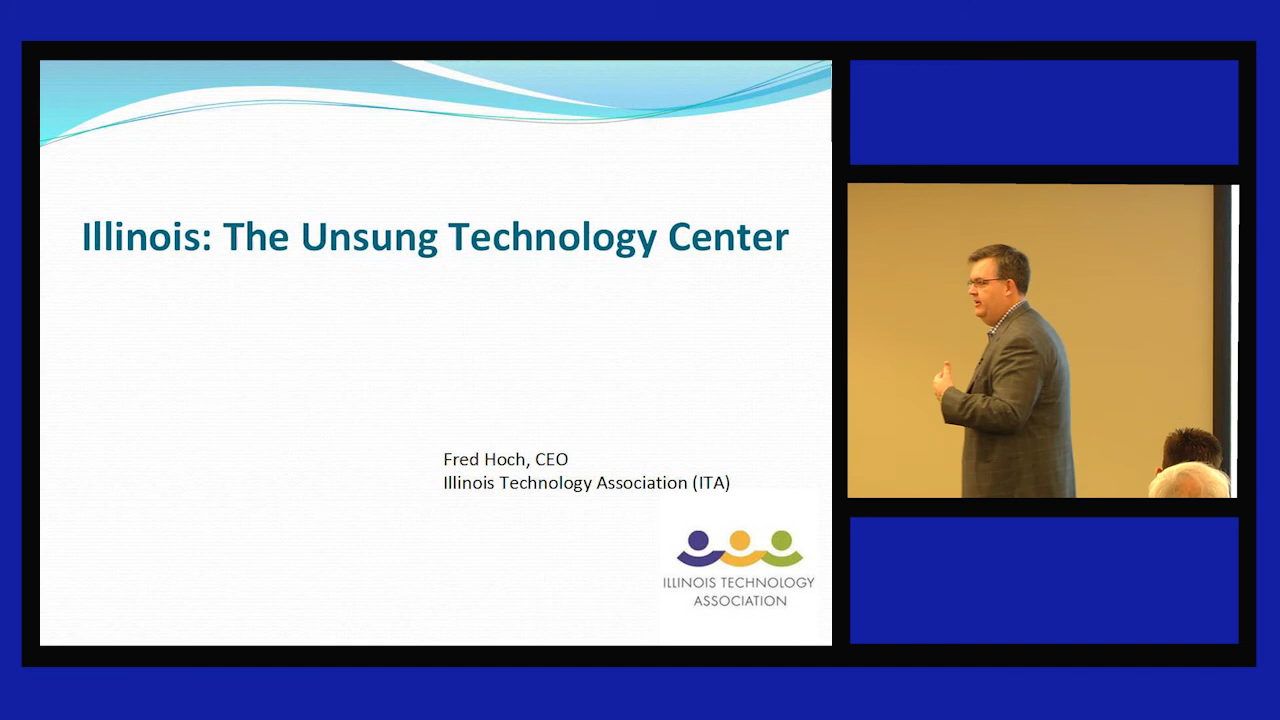 Illinois: The Unsung Technology Center
Fred Hoch, CEO
Illinois Technology Association (ITA)
ILLINOIS TECHNOLOGY
ASSOCIATION